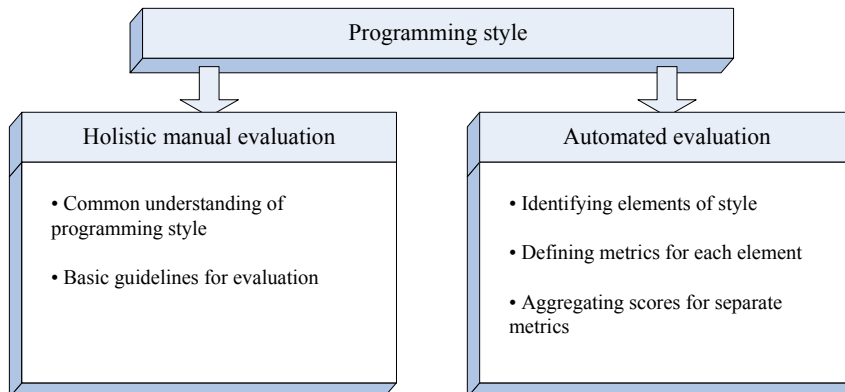 Programming style
Holistic manual evaluation
• Common understanding of
programming style
• Basic guidelines for evaluation
Automated evaluation
• Identifying elements of style
• Defining metrics for each element
• Aggregating scores for separate
metrics